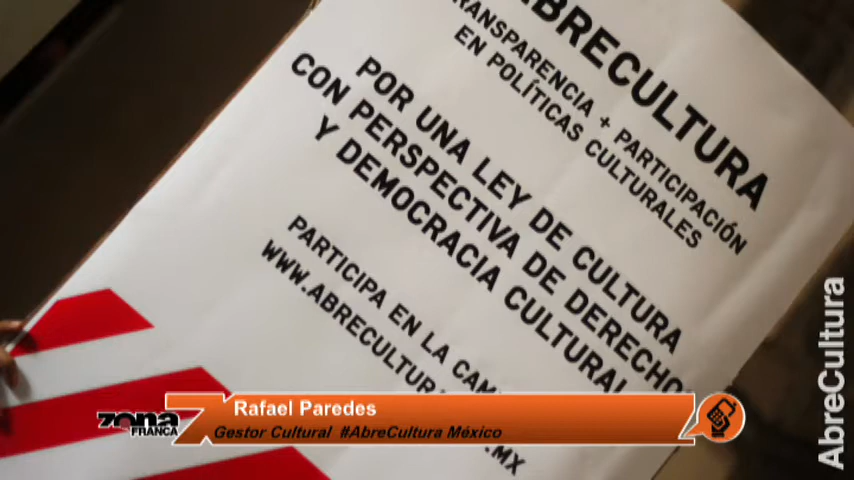 ABRECULTURA
TRANSPARENCIA + PARTICIPACIÓN
EN POLÍTICAS CULTURALES
POR UNA LEY DE CULTURA
CON PERSPECTIVA DE DERECHO
Y DEMOCRACIA CULTURAL
PARTICIPA EN LA CAM
WWW.ABRECULTURA
.MX
AbreCultura
Rafael Paredes
Gestor Cultural #AbreCultura México
ZONA
FRANCA